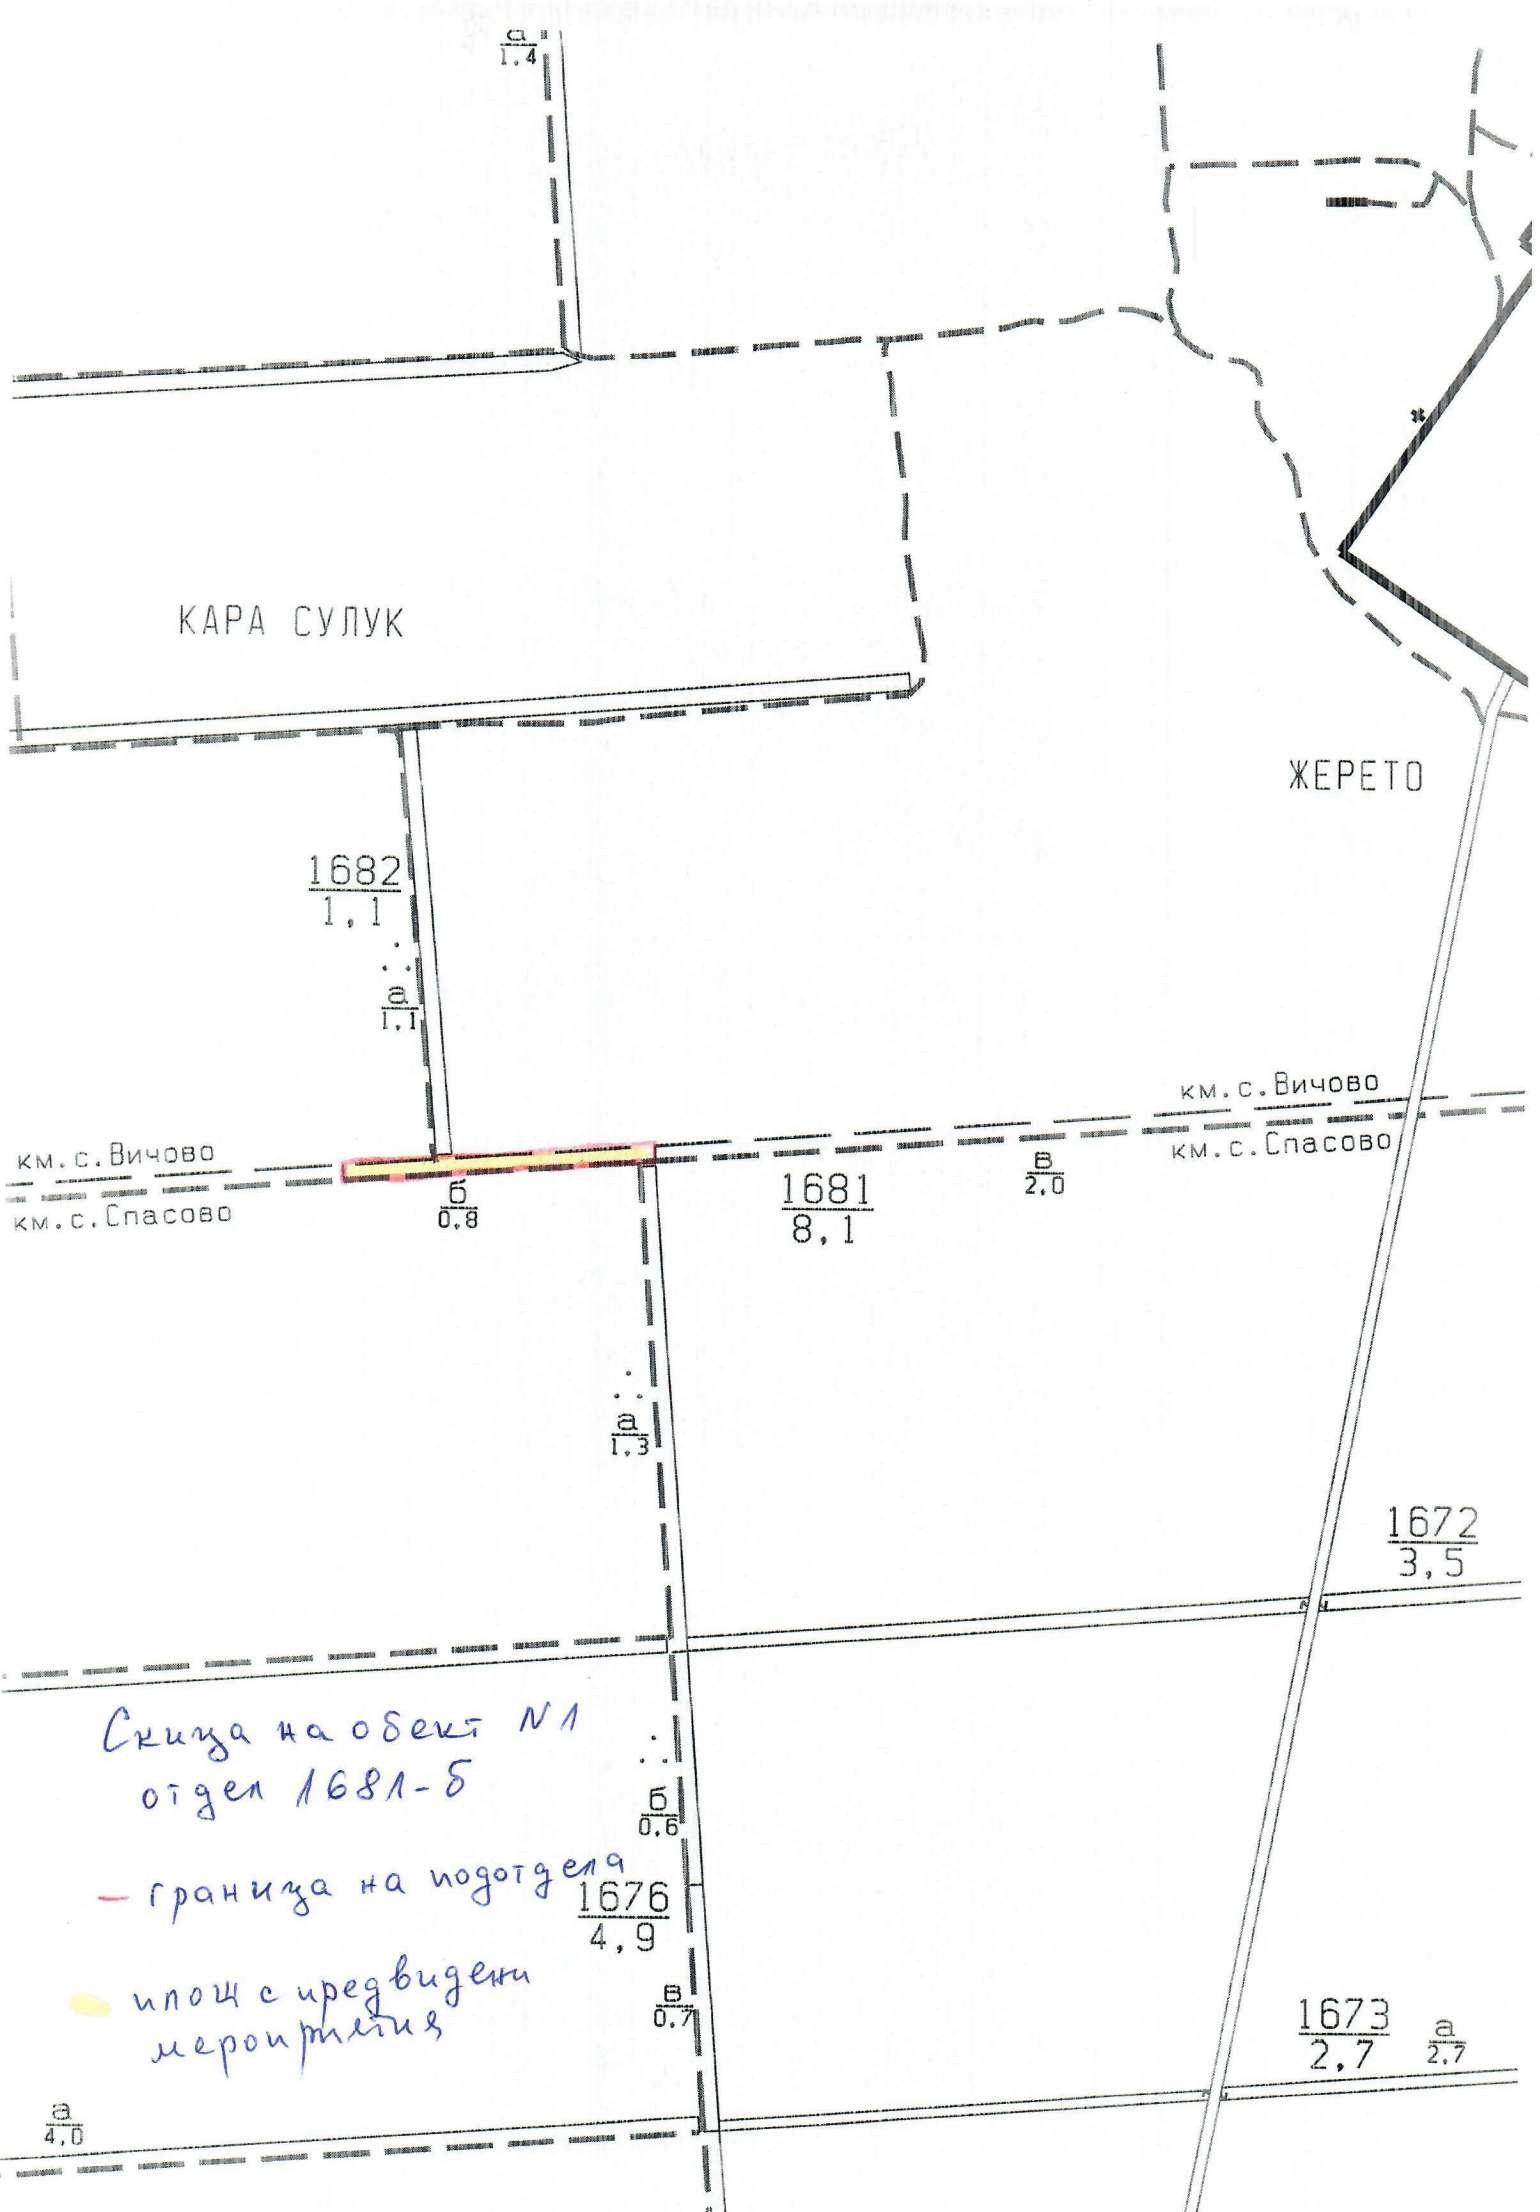 а
1,4
КАРА СУЛУК
ЖЕРЕТО
1682
1,1
а
1,1
км.с.Вичово
км.с.Вичово
км.с.Спасово
км.с.Спасово
б
0,8
1681
8,1
в
2,0
а
1,3
1672
3,5
Скица на обект N1
отдел 1681-б
б
0,6
— граница на подотдела
1676
4,9
площ с предвидени
мероприятия
в
0,7
1673
2,7
а
2,7
а
4,0